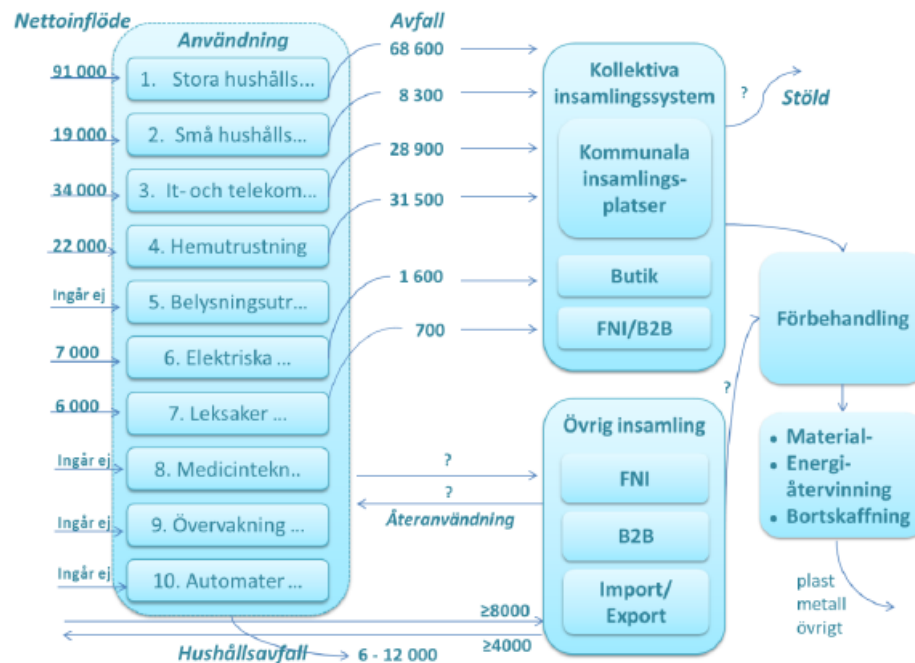 Nettoinflöde
Användning
Avfall
91 000
19 000
34 000
22 000
Ingår ej
7 000
6 000
Ingår ej
Ingår ej
Ingår ej
1. Stora hushålls...
2. Små hushålls...
3. It- och telekom...
4. Hemutrustning
5. Belysningsutr...
6. Elektriska ...
7. Leksaker ...
8. Medicintekn..
9. Övervakning ...
10. Automater ...
68 600
8 300
28 900
31 500
1 600
700
?
?
Återanvändning
≥8000
≥4000
Hushållsavfall
6 - 12 000
Kollektiva
insamlingssystem
Kommunala
insamlings-
platser
Butik
FNI/B2B
Övrig insamling
FNI
B2B
Import/
Export
?
Stöld
?
Förbehandling
• Material-
• Energi-
återvinning
• Bortskaffning
plast
metall
övrigt